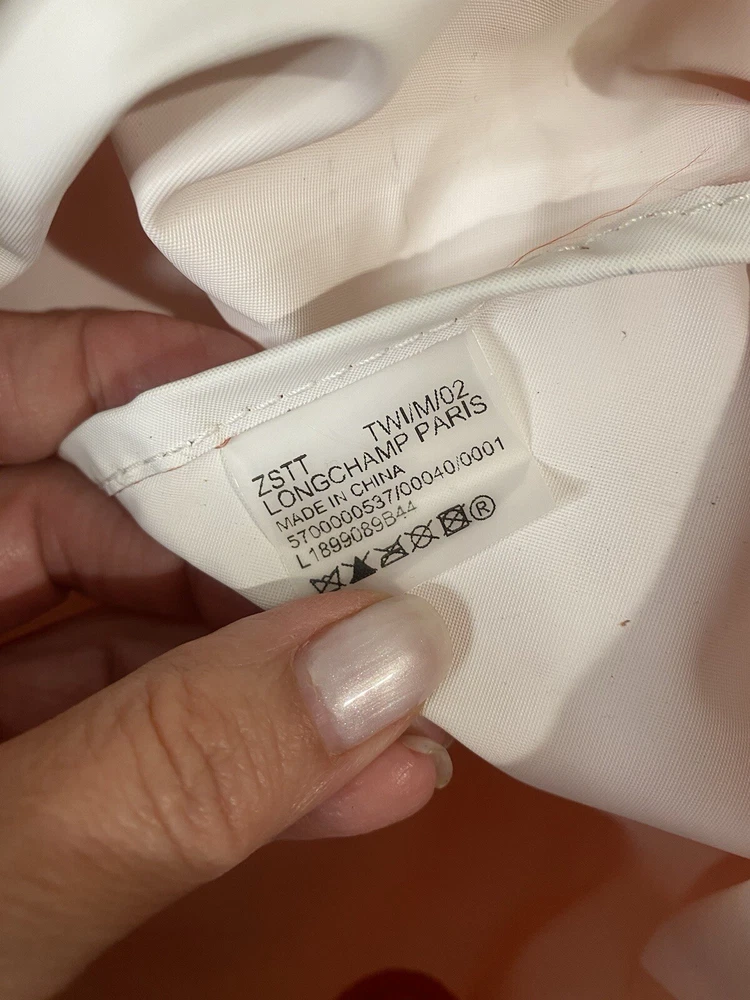 ZSTT TWI/M/02
LONGCHAMP PARIS
MADE IN CHINA
5700000537/00040/0001
L1899089B44
®